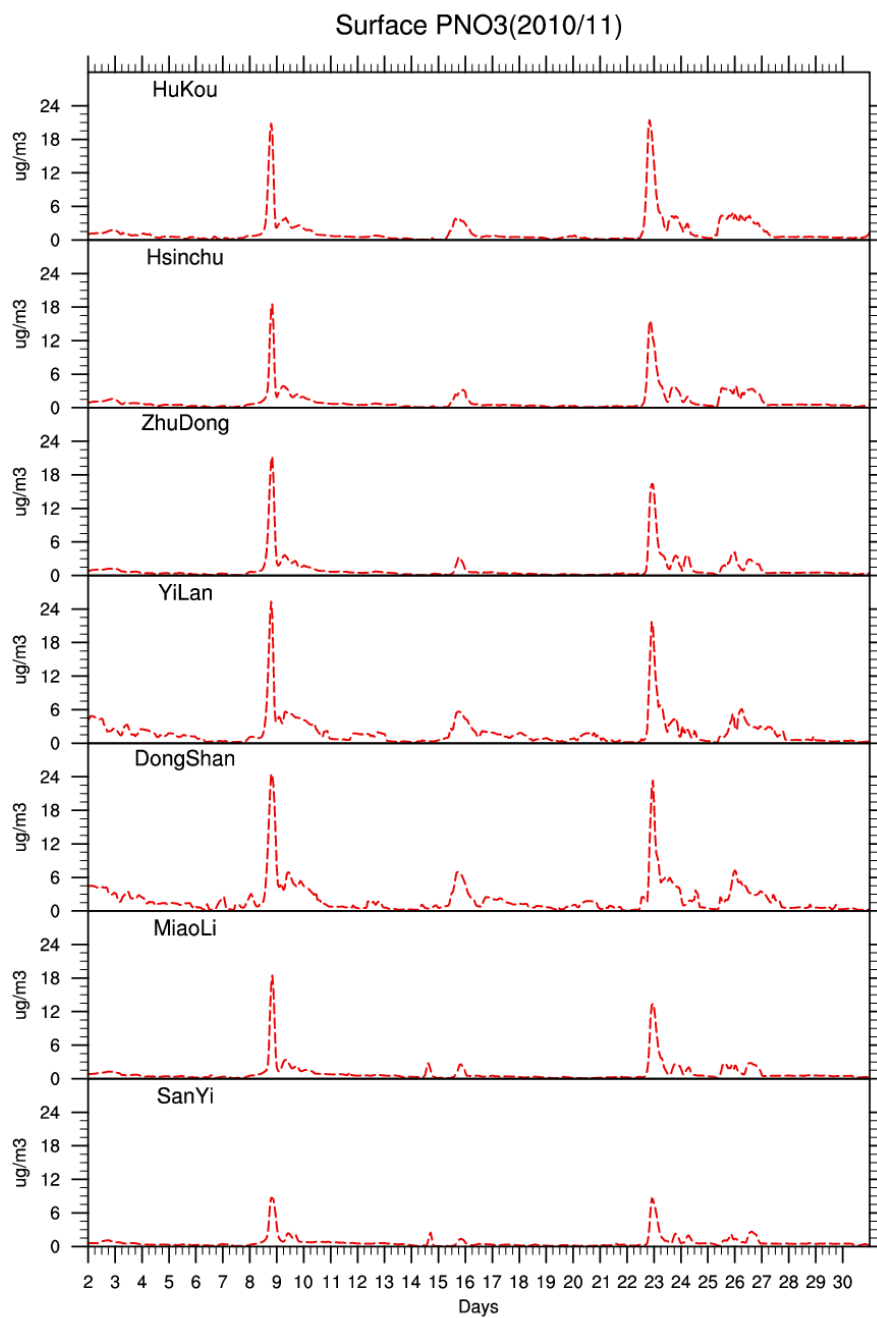 Surface PNO3(2010/11)
HuKou
24
18
12
6
0
ug/m3
Hsinchu
24
18
12
6
0
ug/m3
ZhuDong
24
18
12
6
0
ug/m3
YiLan
24
18
12
6
0
ug/m3
DongShan
24
18
12
6
0
ug/m3
MiaoLi
24
18
12
6
0
ug/m3
SanYi
24
18
12
6
0
ug/m3
2 3 4 5 6 7 8 9 10 11 12 13 14 15 16 17 18 19 20 21 22 23 24 25 26 27 28 29 30
Days